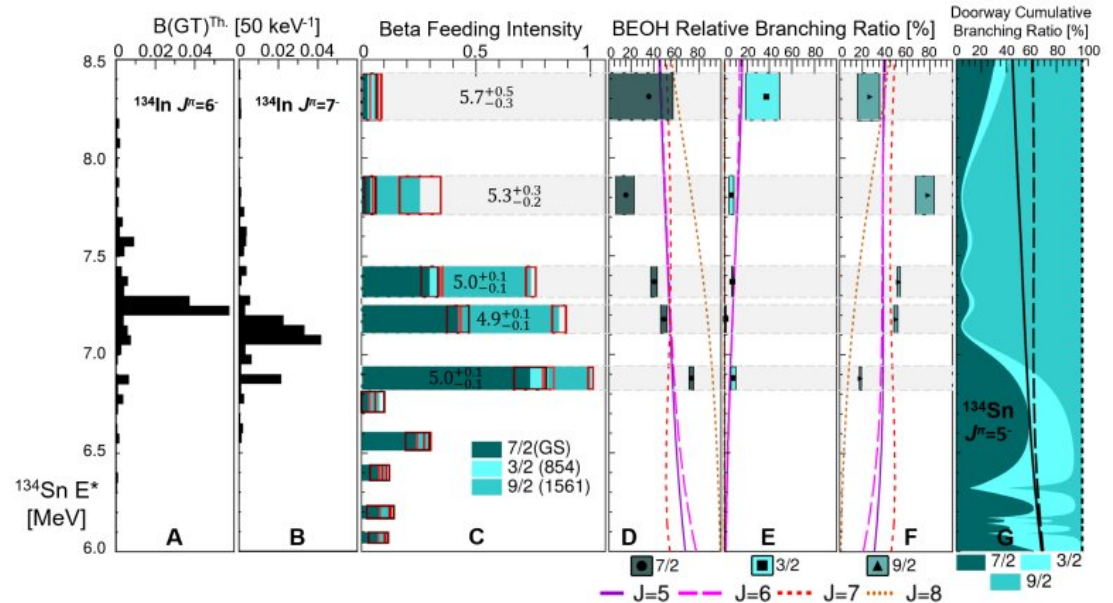 B(GT)Th. [50 keV-1]
Beta Feeding Intensity
BEOH Relative Branching Ratio [%]
Doorway Cumulative
Branching Ratio [%]
0 0.02 0.04
0 0.02 0.04
0 0.5 1
0 20 40 60 80
0 20 40 60 80
0 20 40 60 80
0 20 40 60 80 100
8.5
134In Jπ=6-
134In Jπ=7-
5.7+0.5-0.3
8.0
5.3+0.3-0.2
7.5
5.0+0.1-0.1
4.9+0.1-0.1
7.0
5.0+0.1-0.1
134Sn
Jπ=5-
6.5
7/2(GS)
3/2 (854)
9/2 (1561)
134Sn E*
[MeV]
6.0
A
B
C
D
E
F
G
7/2
3/2
9/2
7/2
3/2
9/2
J=5
J=6
J=7
J=8